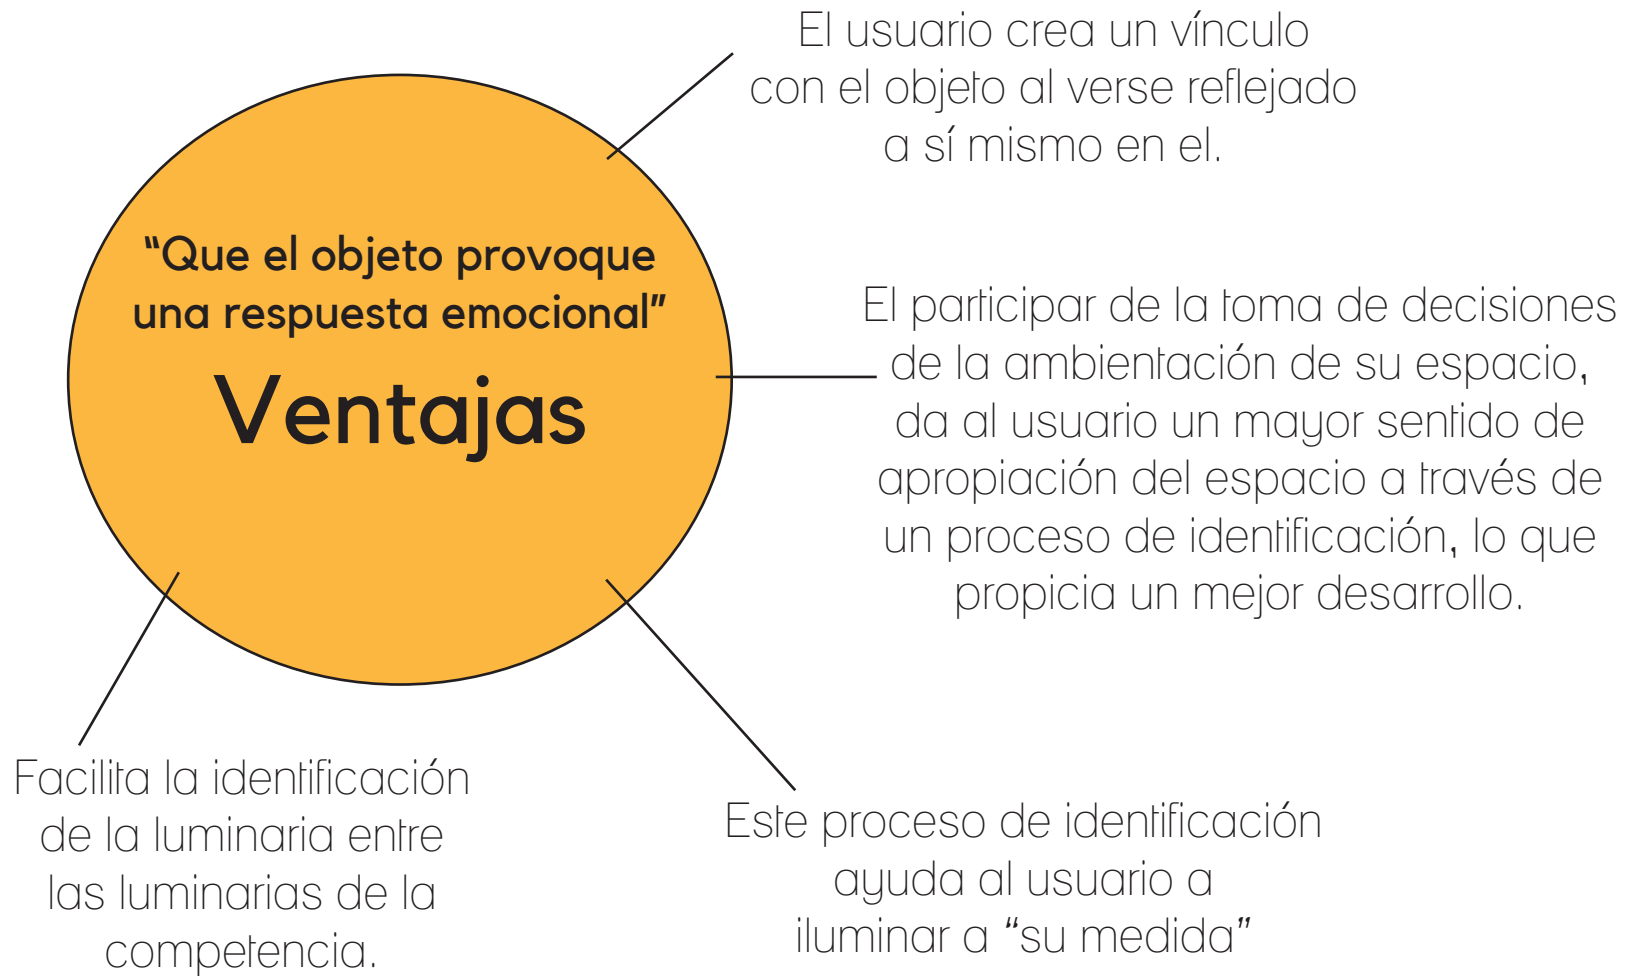 El usuario crea un vínculo
con el objeto al verse reflejado
a sí mismo en el.
“Que el objeto provoque
una respuesta emocional”
Ventajas
El participar de la toma de decisiones
de la ambientación de su espacio,
da al usuario un mayor sentido de
apropiación del espacio a través de
un proceso de identificación, lo que
propicia un mejor desarrollo.
Facilita la identificación
de la luminaria entre
las luminarias de la
competencia.
Este proceso de identificación
ayuda al usuario a
iluminar a “su medida”